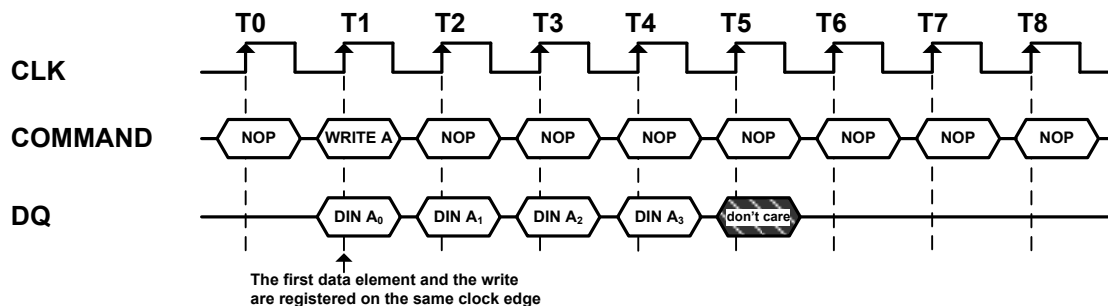 T0 T1 T2 T3 T4 T5 T6 T7 T8
CLK
COMMAND NOP WRITE A NOP NOP NOP NOP NOP NOP NOP
DQ DIN A0 DIN A1 DIN A2 DIN A3 don't care
The first data element and the write
are registered on the same clock edge